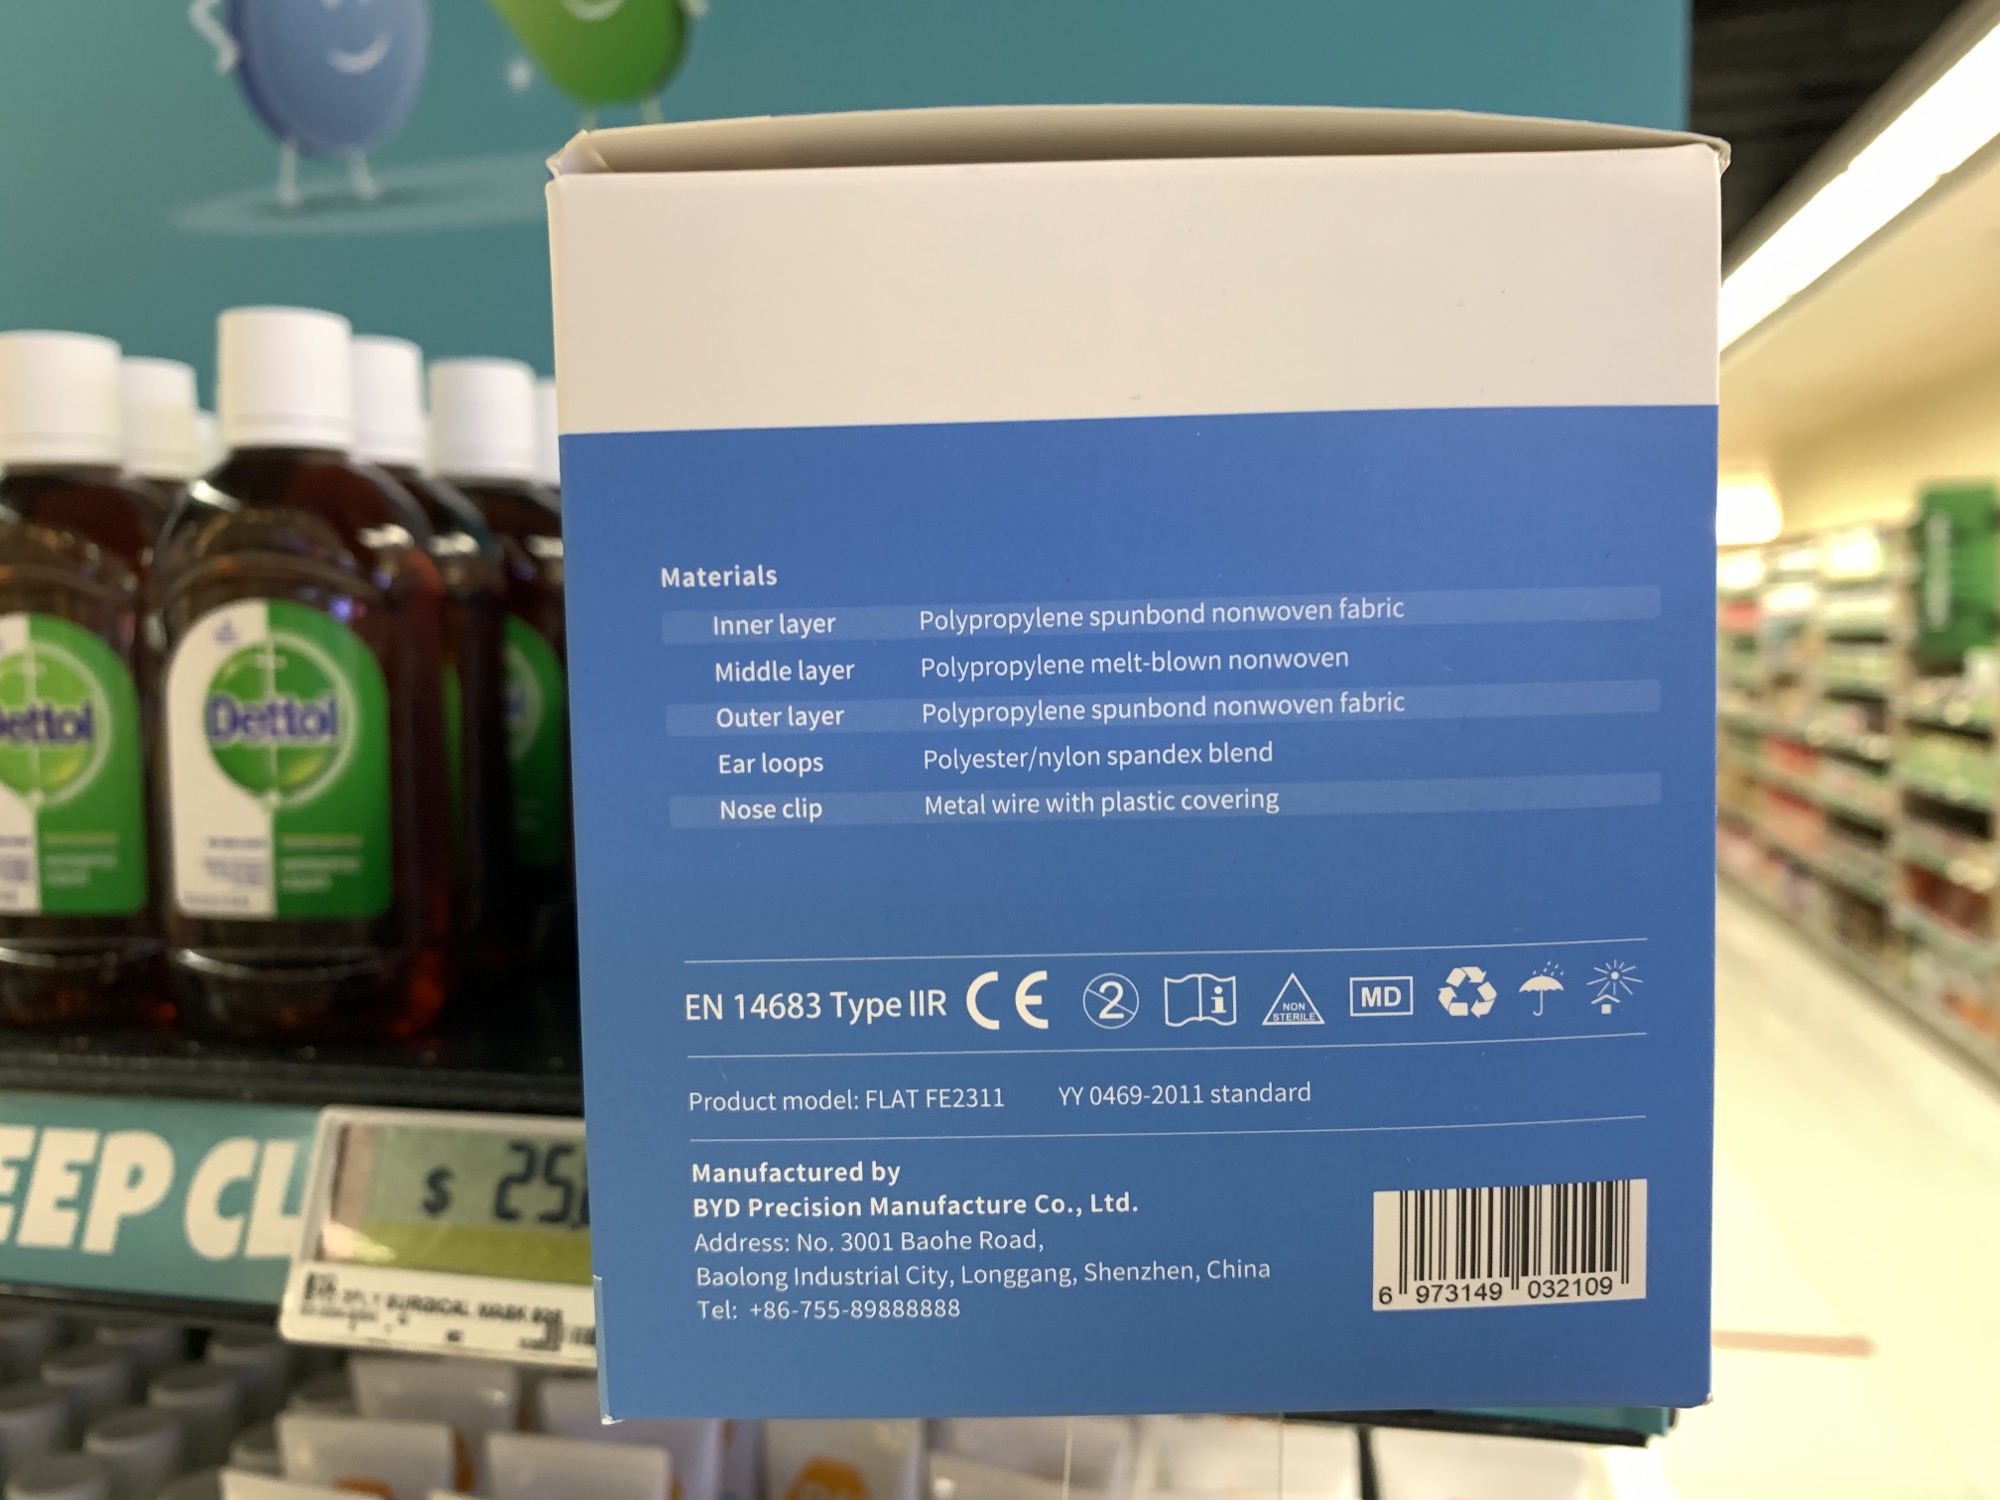 Materials
Inner layer Polypropylene spunbond nonwoven fabric
Middle layer Polypropylene melt-blown nonwoven
Outer layer Polypropylene spunbond nonwoven fabric
Ear loops Polyester/nylon spandex blend
Nose clip Metal wire with plastic covering
EN 14683 Type IIR CE 2 i NON STERILE MD
Product model: FLAT FE2311 YY 0469-2011 standard
Manufactured by
BYD Precision Manufacture Co., Ltd.
Address: No. 3001 Baohe Road,
Baolong Industrial City, Longgang, Shenzhen, China
Tel: +86-755-89888888
6 973149 032109
Dettol
Dettol
EEP CL
$ 25
SURGICAL MASK